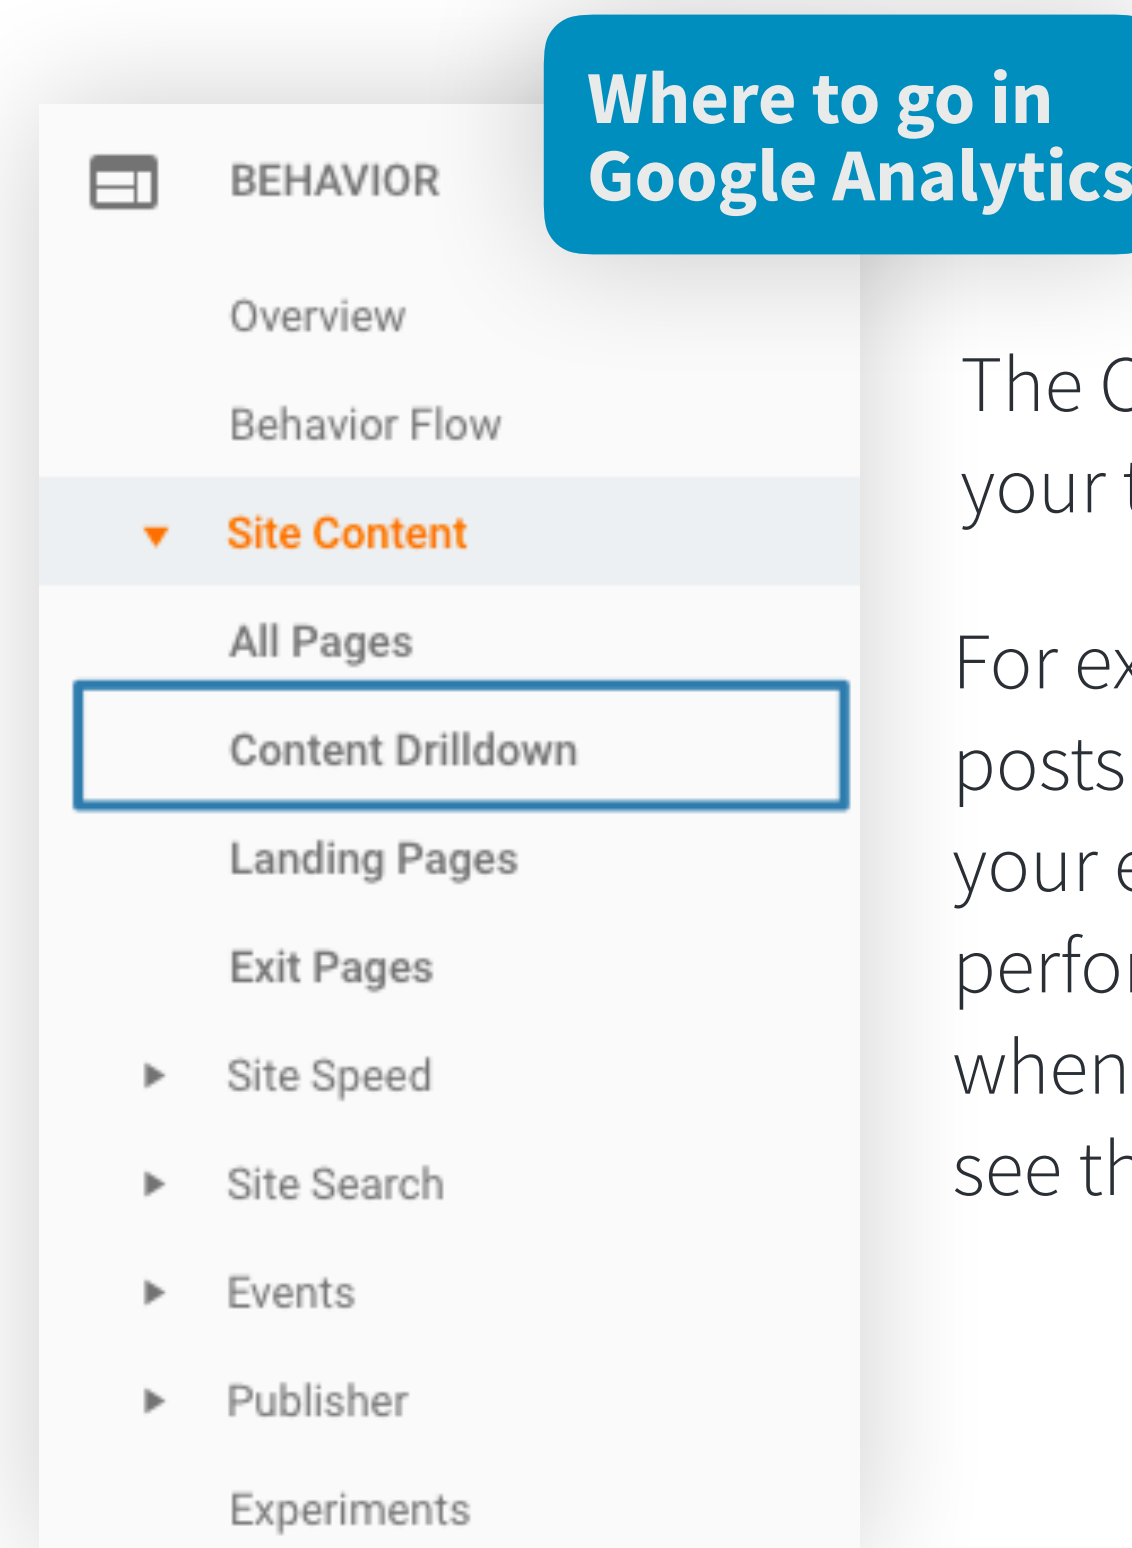 Where to go in
Google Analytics
BEHAVIOR
Overview
Behavior Flow
Site Content
All Pages
Content Drilldown
Landing Pages
Exit Pages
Site Speed
Site Search
Events
Publisher
Experiments
The
your
For
posts
your
when
see